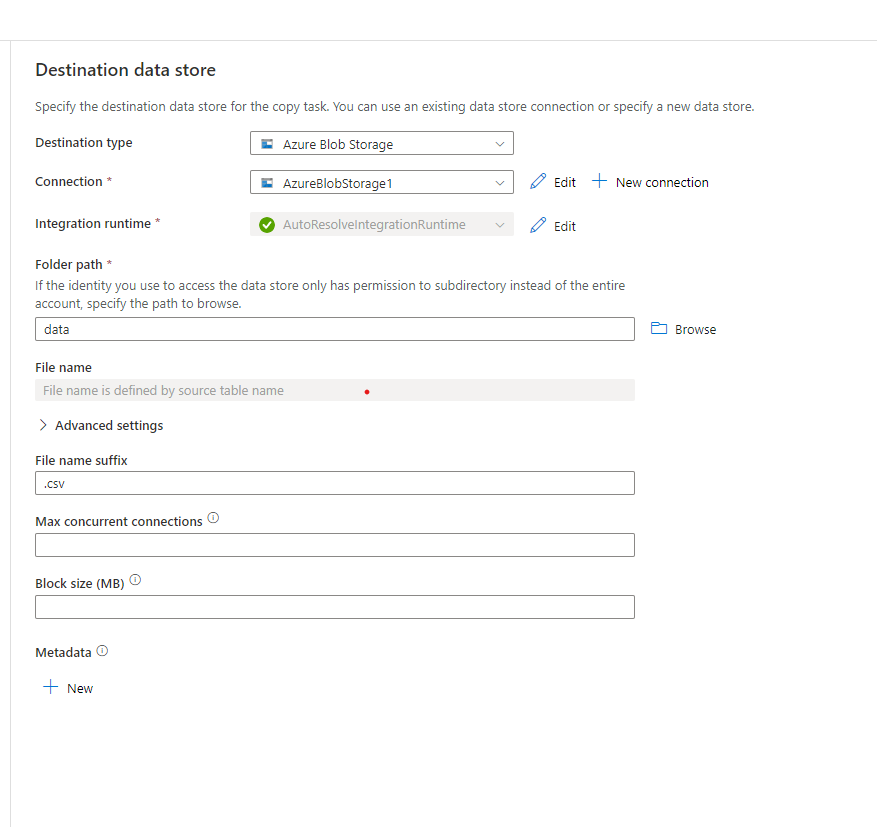 Destination data store
Specify the destination data store for the copy task. You can use an existing data store connection or specify a new data store.
Destination type
Azure Blob Storage
Connection *
AzureBlobStorage1
Edit
New connection
Integration runtime *
AutoResolveIntegrationRuntime
Edit
Folder path *
If the identity you use to access the data store only has permission to subdirectory instead of the entire
account, specify the path to browse.
data
Browse
File name
File name is defined by source table name
Advanced settings
File name suffix
.csv
Max concurrent connections
Block size (MB)
Metadata
New